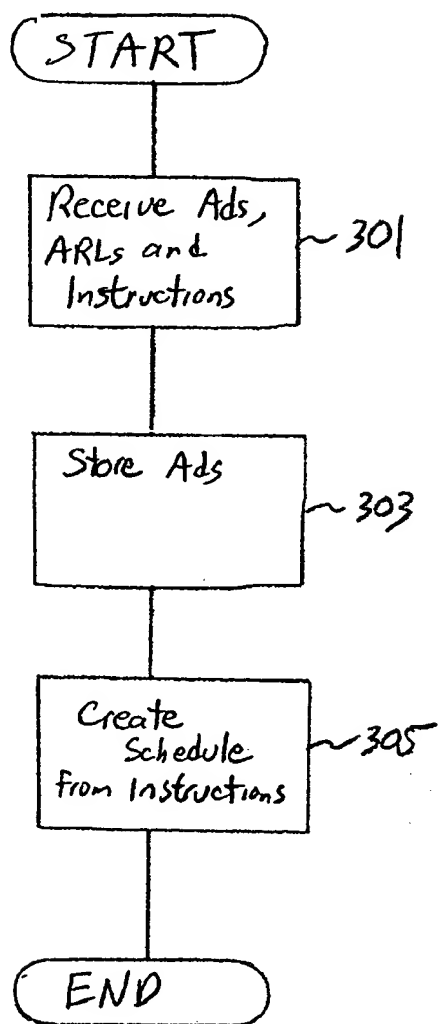 START
Receive Ads,
ARLs and
Instructions
301
Store Ads
303
Create
Schedule
from Instructions
305
END